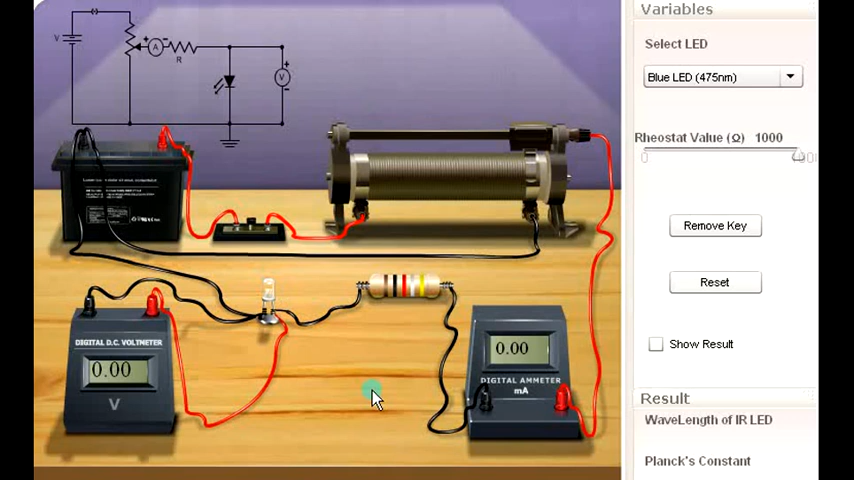 V
A
R
V
DIGITAL D.C. VOLTMETER
0.00
V
0.00
DIGITAL AMMETER
mA
Variables
Select LED
Blue LED (475nm)
Rheostat Value (Ω) 1000
0
Remove Key
Reset
Show Result
Result
WaveLength of IR LED
Planck's Constant